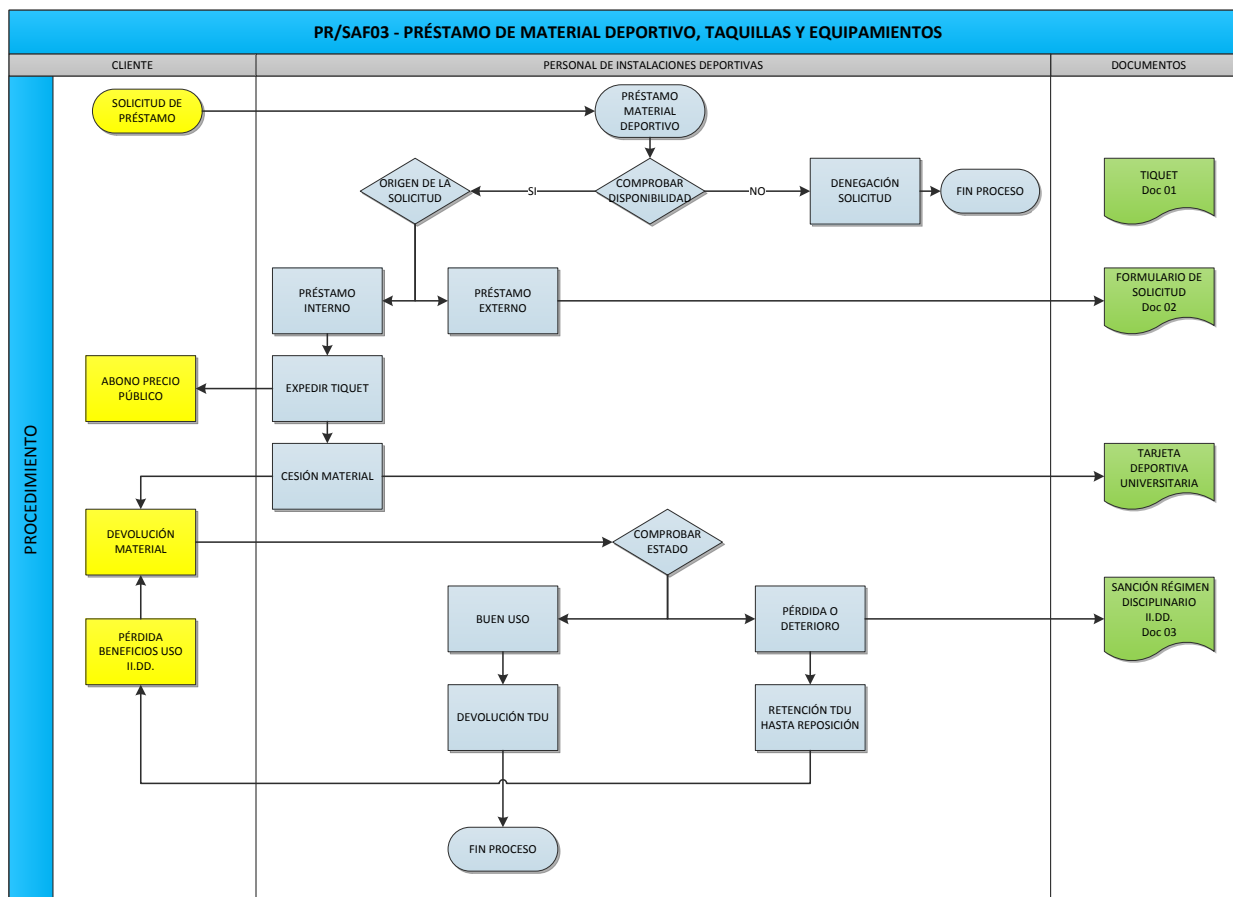 PR/SAF03 - PRÉSTAMO DE MATERIAL DEPORTIVO, TAQUILLAS Y EQUIPAMIENTOS
CLIENTE
PERSONAL DE INSTALACIONES DEPORTIVAS
DOCUMENTOS
PROCEDIMIENTO
SOLICITUD DE
PRÉSTAMO
PRÉSTAMO
MATERIAL
DEPORTIVO
ORIGEN DE LA
SOLICITUD
SI
COMPROBAR
DISPONIBILIDAD
NO
DENEGACIÓN
SOLICITUD
FIN PROCESO
TIQUET
Doc 01
PRÉSTAMO
INTERNO
PRÉSTAMO
EXTERNO
FORMULARIO DE
SOLICITUD
Doc 02
ABONO PRECIO
PÚBLICO
EXPEDIR TIQUET
CESIÓN MATERIAL
TARJETA
DEPORTIVA
UNIVERSITARIA
DEVOLUCIÓN
MATERIAL
COMPROBAR
ESTADO
PÉRDIDA
BENEFICIOS USO
II.DD.
BUEN USO
PÉRDIDA O
DETERIORO
SANCIÓN RÉGIMEN
DISCIPLINARIO
II.DD.
Doc 03
DEVOLUCIÓN TDU
RETENCIÓN TDU
HASTA REPOSICIÓN
FIN PROCESO